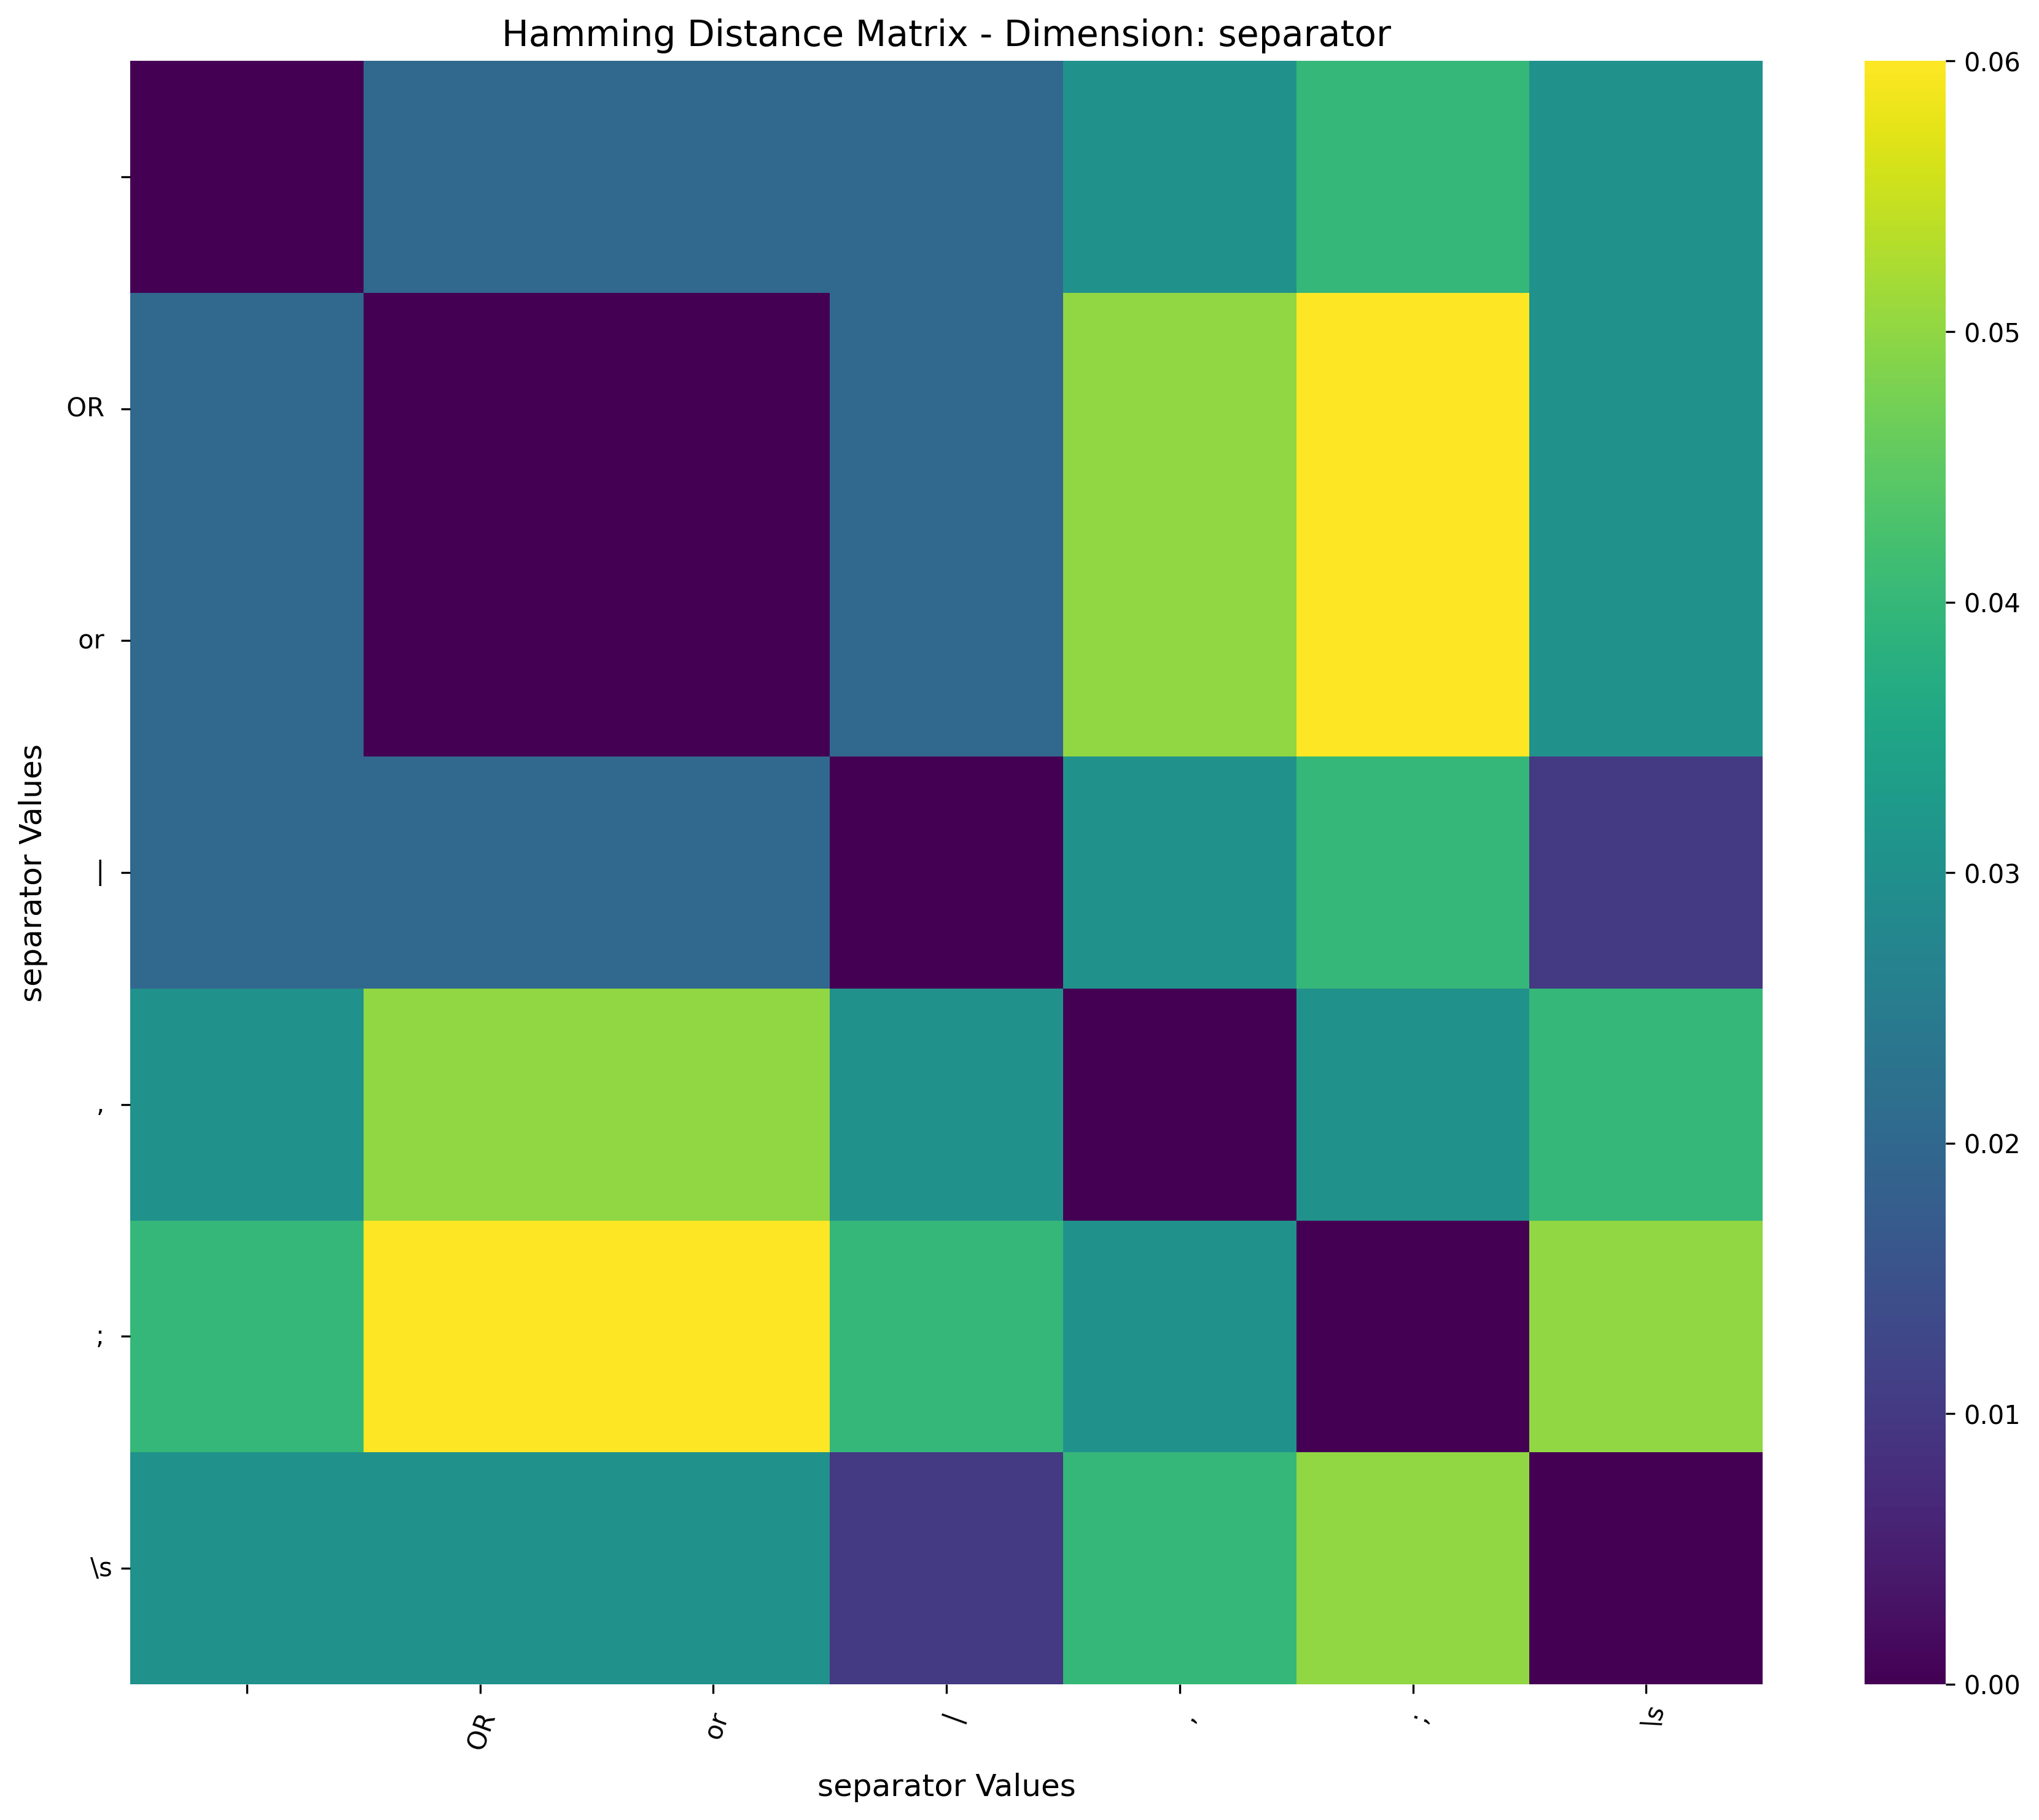 Hamming Distance Matrix - Dimension: separator
separator Values
OR
or
|
,
;
\s
OR
or
|
,
;
\s
separator Values
0.06
0.05
0.04
0.03
0.02
0.01
0.00